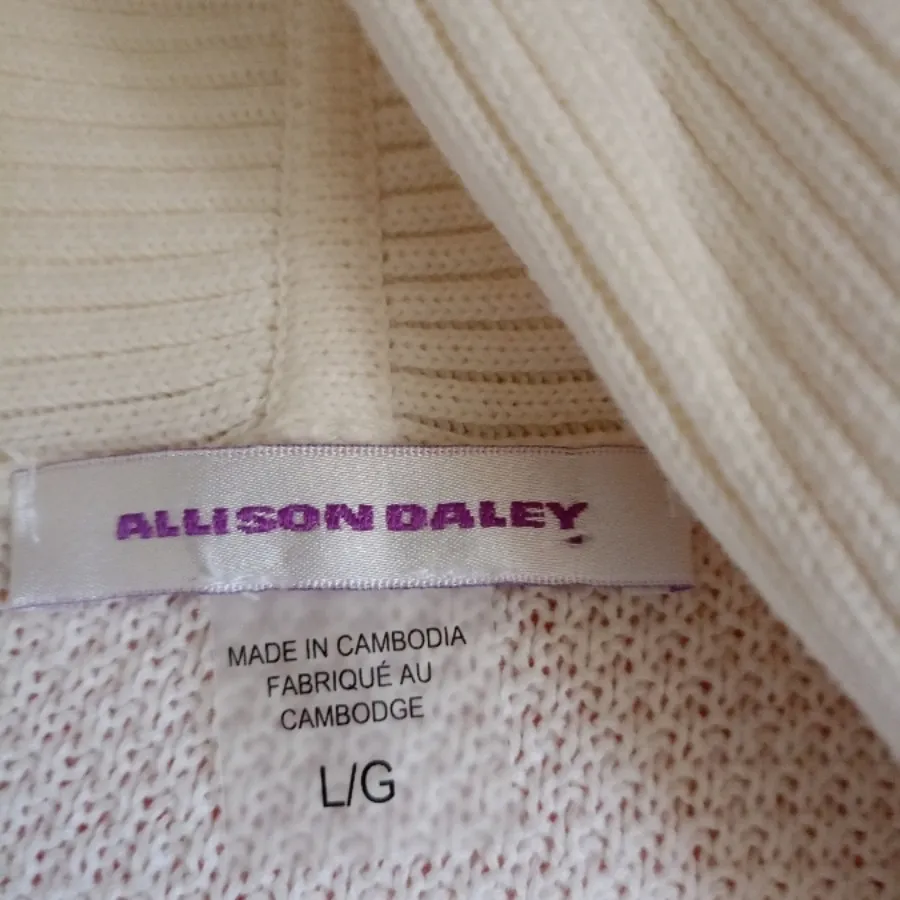 ALLISON DALEY
MADE IN CAMBODIA
FABRIQUÉ AU
CAMBODGE
L/G